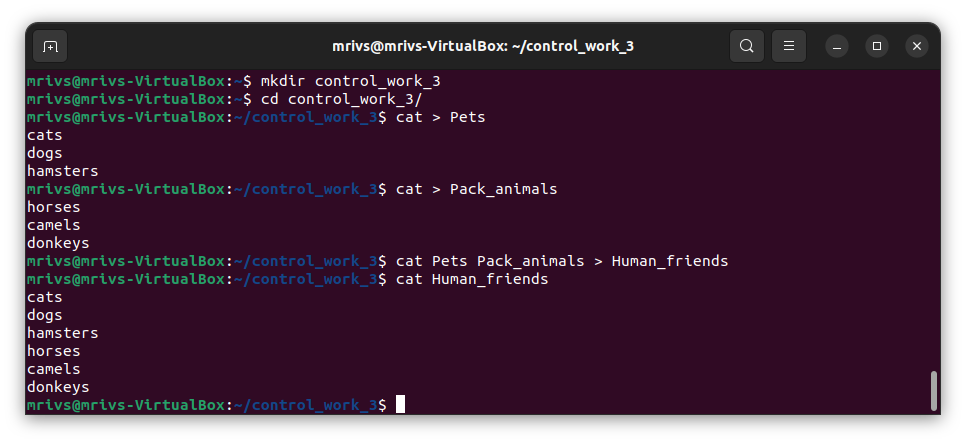 mrivs@mrivs-VirtualBox: ~/control_work_3
mrivs@mrivs-VirtualBox:~$ mkdir control_work_3
mrivs@mrivs-VirtualBox:~$ cd control_work_3/
mrivs@mrivs-VirtualBox:~/control_work_3$ cat > Pets
cats
dogs
hamsters
mrivs@mrivs-VirtualBox:~/control_work_3$ cat > Pack_animals
horses
camels
donkeys
mrivs@mrivs-VirtualBox:~/control_work_3$ cat Pets Pack_animals > Human_friends
mrivs@mrivs-VirtualBox:~/control_work_3$ cat Human_friends
cats
dogs
hamsters
horses
camels
donkeys
mrivs@mrivs-VirtualBox:~/control_work_3$